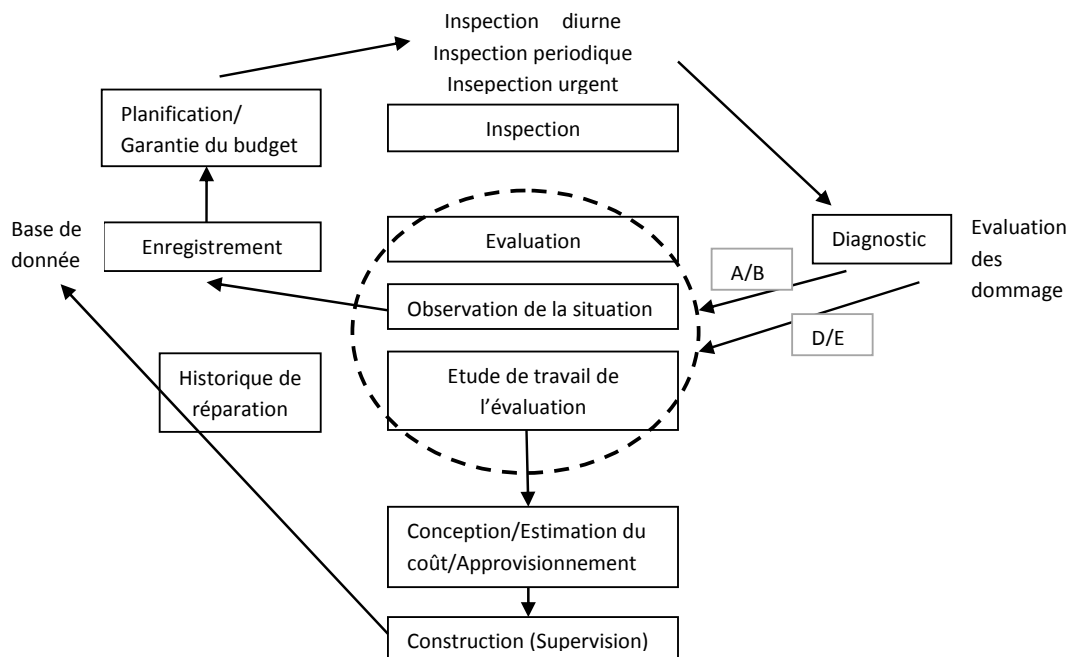 Inspection diurne
Inspection periodique
Insepection urgent
Planification/
Garantie du budget
Inspection
Base de
donnée
Enregistrement
Evaluation
Diagnostic
Evaluation
des
dommage
A/B
Observation de la situation
D/E
Historique de
réparation
Etude de travail de
l’évaluation
Conception/Estimation du
coût/Approvisionnement
Construction (Supervision)